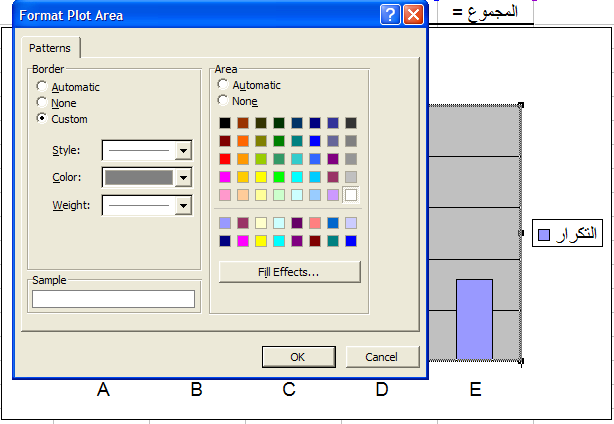 المجموع =
Format Plot Area
Patterns
Border
Automatic
None
Custom
Style:
Color:
Weight:
Sample
Area
Automatic
None
Fill Effects...
OK
Cancel
التكرار
A B C D E